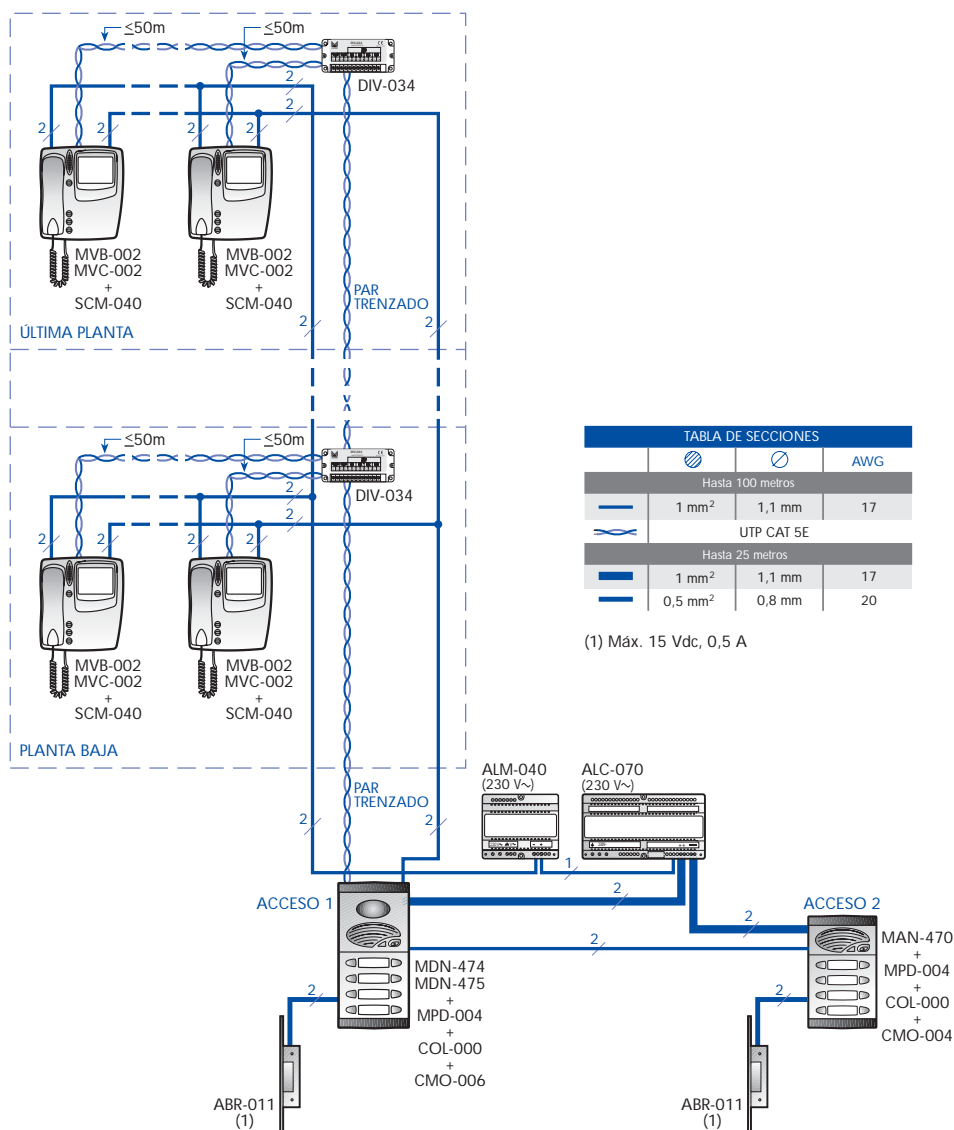 ≤50m
≤50m
DIV-034
2
2
2
2
2
2
MVB-002
MVC-002
+
SCM-040
MVB-002
MVC-002
+
SCM-040
PAR
TRENZADO
2
2
ÚLTIMA PLANTA
≤50m
≤50m
DIV-034
2
2
2
2
2
2
MVB-002
MVC-002
+
SCM-040
MVB-002
MVC-002
+
SCM-040
PLANTA BAJA
TABLA DE SECCIONES
AWG
Hasta 100 metros
1 mm² 1,1 mm 17
UTP CAT 5E
Hasta 25 metros
1 mm² 1,1 mm 17
0,5 mm² 0,8 mm 20
(1) Máx. 15 Vdc, 0,5 A
PAR
TRENZADO
2
2
ALM-040
(230 V~)
ALC-070
(230 V~)
1
ACCESO 1
2
2
2
ACCESO 2
MDN-474
MDN-475
+
MPD-004
+
COL-000
+
CMO-006
MAN-470
+
MPD-004
+
COL-000
+
CMO-004
2
2
ABR-011
(1)
ABR-011
(1)